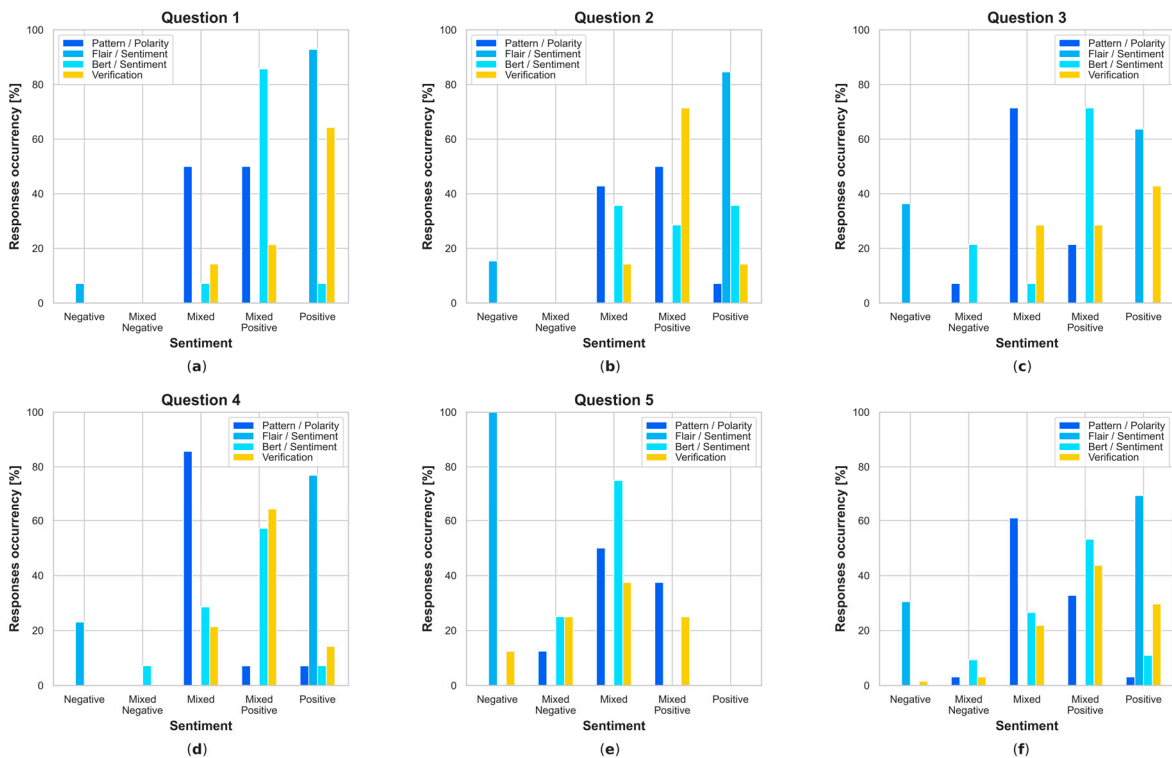 Question 1
100
80
60
40
20
0
Responses occurrency [%]
Pattern / Polarity
Flair / Sentiment
Bert / Sentiment
Verification
Negative
Mixed
Negative
Mixed
Mixed
Positive
Positive
Sentiment
(a)
Question 2
100
80
60
40
20
0
Responses occurrency [%]
Pattern / Polarity
Flair / Sentiment
Bert / Sentiment
Verification
Negative
Mixed
Negative
Mixed
Mixed
Positive
Positive
Sentiment
(b)
Question 3
100
80
60
40
20
0
Responses occurrency [%]
Pattern / Polarity
Flair / Sentiment
Bert / Sentiment
Verification
Negative
Mixed
Negative
Mixed
Mixed
Positive
Positive
Sentiment
(c)
Question 4
100
80
60
40
20
0
Responses occurrency [%]
Pattern / Polarity
Flair / Sentiment
Bert / Sentiment
Verification
Negative
Mixed
Negative
Mixed
Mixed
Positive
Positive
Sentiment
(d)
Question 5
100
80
60
40
20
0
Responses occurrency [%]
Pattern / Polarity
Flair / Sentiment
Bert / Sentiment
Verification
Negative
Mixed
Negative
Mixed
Mixed
Positive
Positive
Sentiment
(e)
100
80
60
40
20
0
Responses occurrency [%]
Pattern / Polarity
Flair / Sentiment
Bert / Sentiment
Verification
Negative
Mixed
Negative
Mixed
Mixed
Positive
Positive
Sentiment
(f)